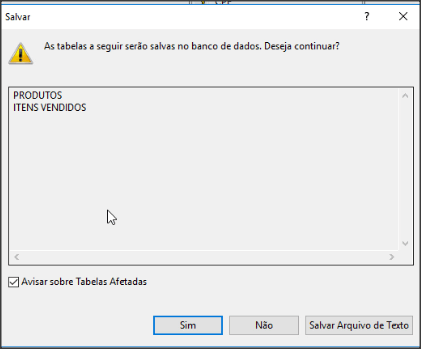 Salvar
?
As tabelas a seguir serão salvas no banco de dados. Deseja continuar?
PRODUTOS
ITENS VENDIDOS
Avisar sobre Tabelas Afetadas
Sim
Não
Salvar Arquivo de Texto